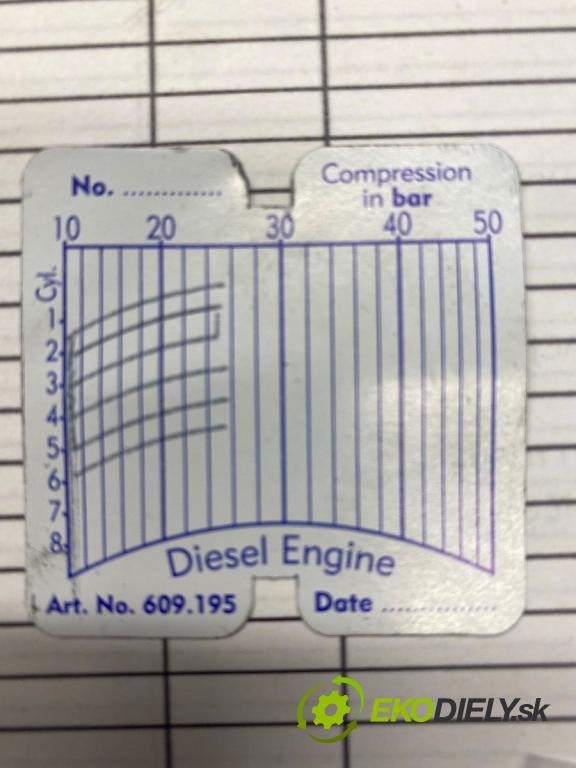 No. .............
Compression
in bar
10 20 30 40 50
Cyl.
1
2
3
4
5
6
7
8
Diesel Engine
Art. No. 609.195
Date ...............
EKODIELY.sk